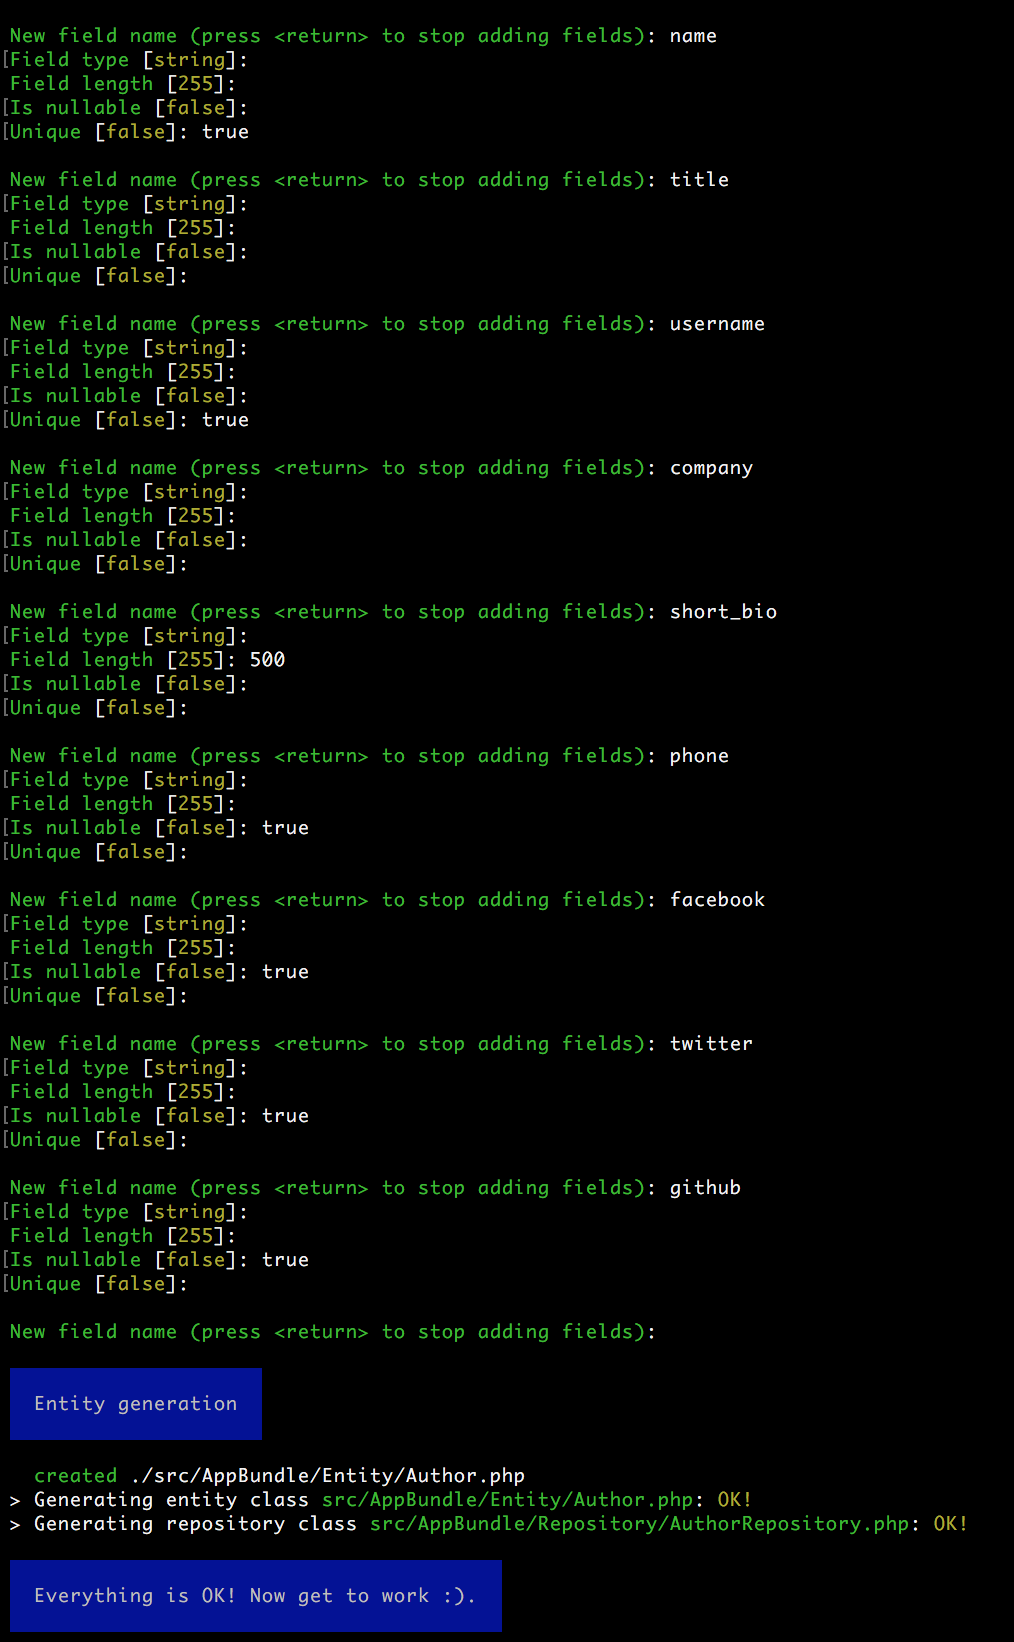 New field name (press <return> to stop adding fields): name
[Field type [string]:
Field length [255]:
[Is nullable [false]:
[Unique [false]: true
New field name (press <return> to stop adding fields): title
[Field type [string]:
Field length [255]:
[Is nullable [false]:
[Unique [false]:
New field name (press <return> to stop adding fields): username
[Field type [string]:
Field length [255]:
[Is nullable [false]:
[Unique [false]: true
New field name (press <return> to stop adding fields): company
[Field type [string]:
Field length [255]:
[Is nullable [false]:
[Unique [false]:
New field name (press <return> to stop adding fields): short_bio
[Field type [string]:
Field length [255]: 500
[Is nullable [false]:
[Unique [false]:
New field name (press <return> to stop adding fields): phone
[Field type [string]:
Field length [255]:
[Is nullable [false]: true
[Unique [false]:
New field name (press <return> to stop adding fields): facebook
[Field type [string]:
Field length [255]:
[Is nullable [false]: true
[Unique [false]:
New field name (press <return> to stop adding fields): twitter
[Field type [string]:
Field length [255]:
[Is nullable [false]: true
[Unique [false]:
New field name (press <return> to stop adding fields): github
[Field type [string]:
Field length [255]:
[Is nullable [false]: true
[Unique [false]:
New field name (press <return> to stop adding fields):
Entity generation
created ./src/AppBundle/Entity/Author.php
> Generating entity class src/AppBundle/Entity/Author.php: OK!
> Generating repository class src/AppBundle/Repository/AuthorRepository.php: OK!
Everything is OK! Now get to work :).